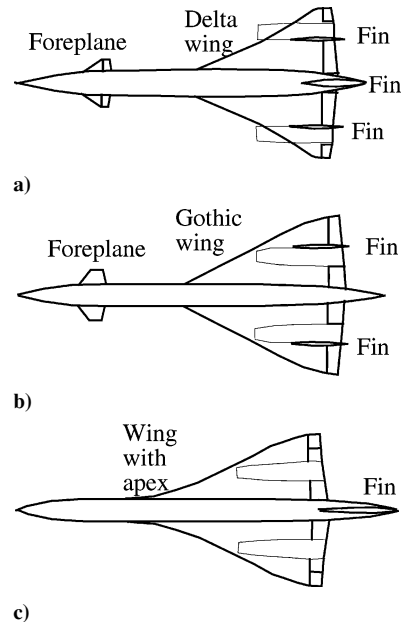 Delta
wing
Foreplane
Fin
Fin
Fin
a)
Gothic
wing
Foreplane
Fin
Fin
b)
Wing
with
apex
Fin
c)